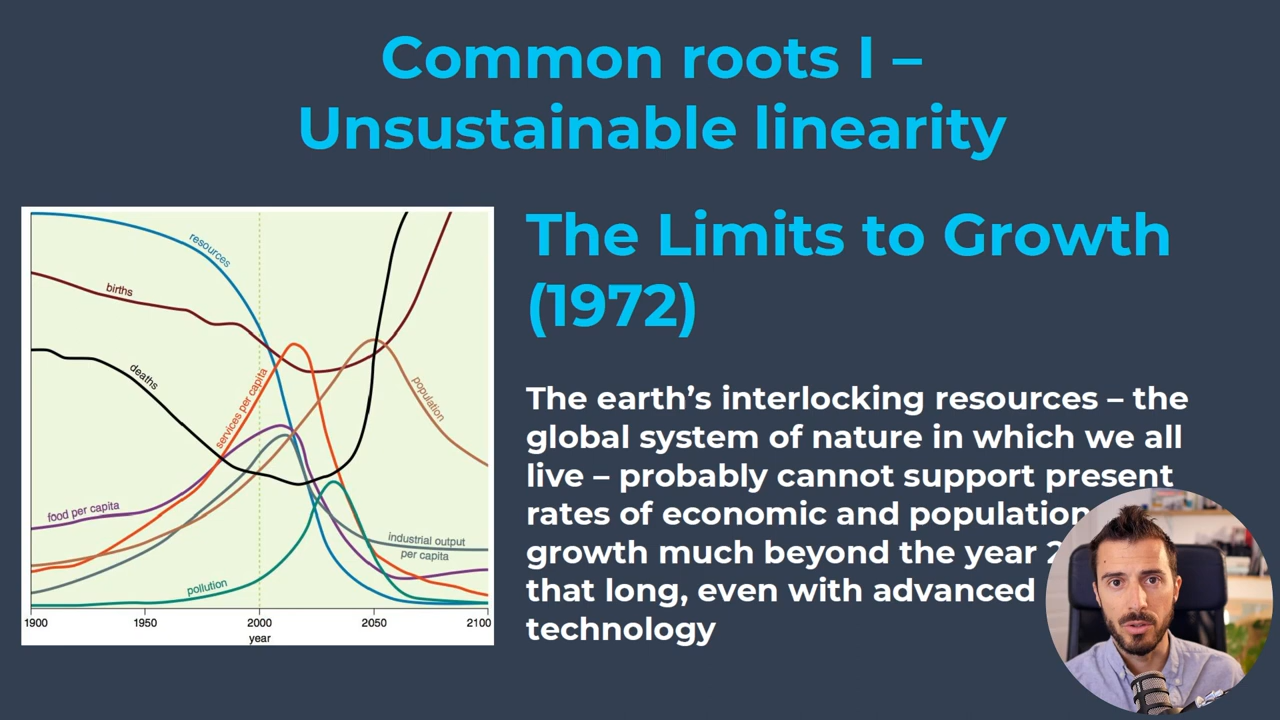 Common roots I –
Unsustainable linearity
The Limits to Growth
(1972)
The earth's interlocking resources – the
global system of nature in which we all
live – probably cannot support present
rates of economic and population
growth much beyond the year
that long, even with advanced
technology
resources
births
deaths
services per capita
population
food per capita
industrial output
per capita
pollution
1900 1950 2000 2050 2100
year